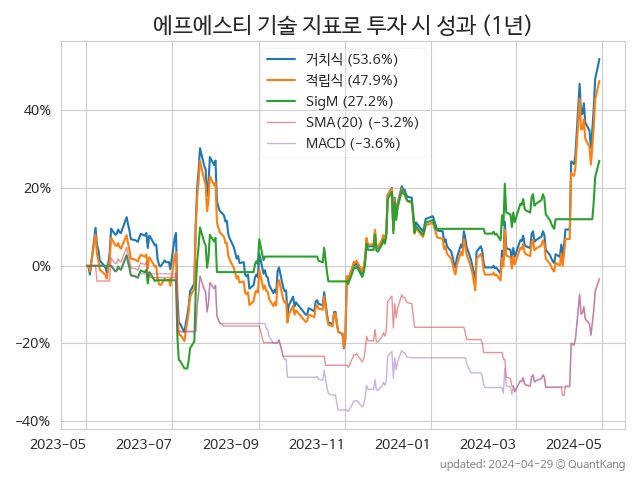 에프에스티 기술 지표로 투자 시 성과 (1년)
거치식 (53.6%)
적립식 (47.9%)
SigM (27.2%)
SMA(20) (−3.2%)
MACD (−3.6%)
40%
20%
0%
−20%
−40%
2023-05 2023-07 2023-09 2023-11 2024-01 2024-03 2024-05
updated: 2024-04-29 © QuantKang